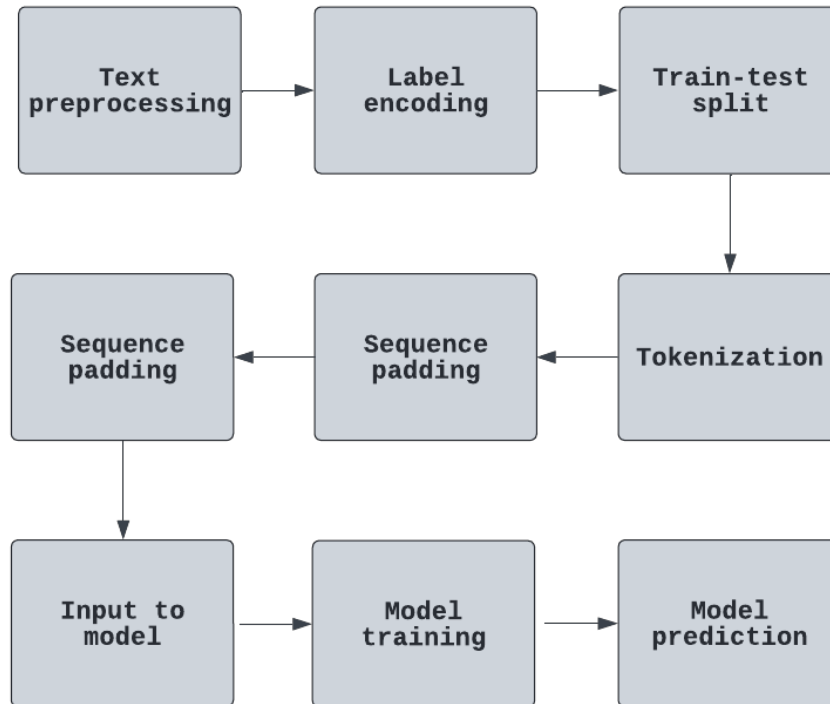 Text
preprocessing
Label
encoding
Train-test
split
Tokenization
Sequence
padding
Sequence
padding
Input to
model
Model
training
Model
prediction